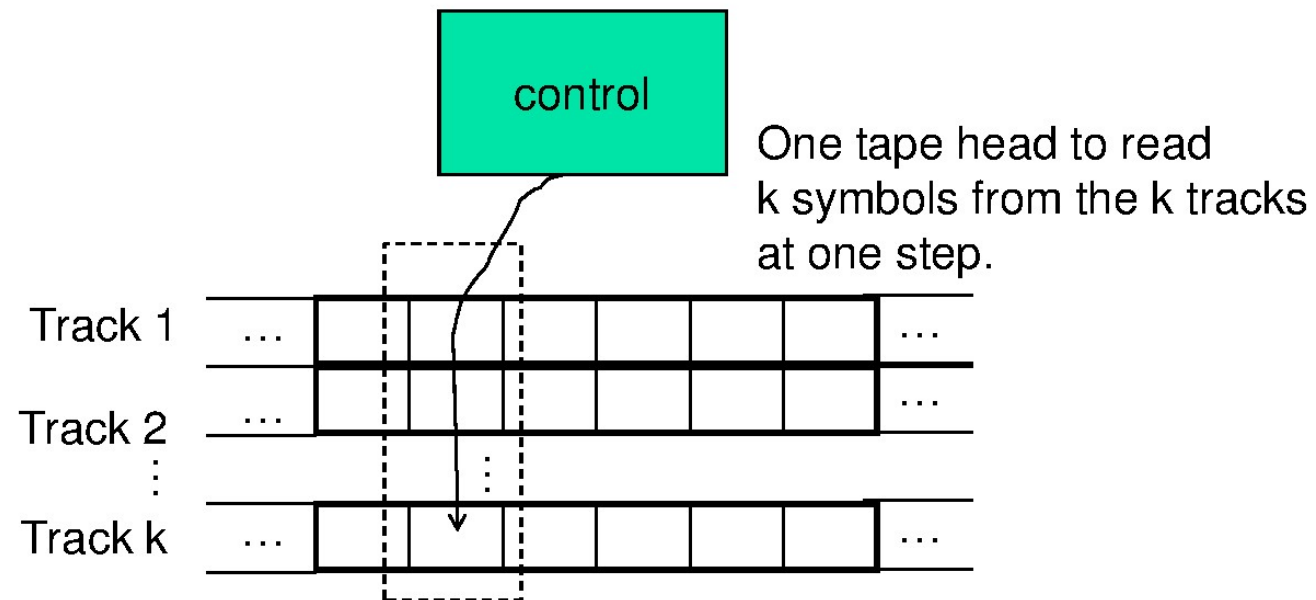 control
One tape head to read
k symbols from the k tracks
at one step.
Track 1 ... ...
Track 2 ... ...
⋮ ⋮
Track k ... ...